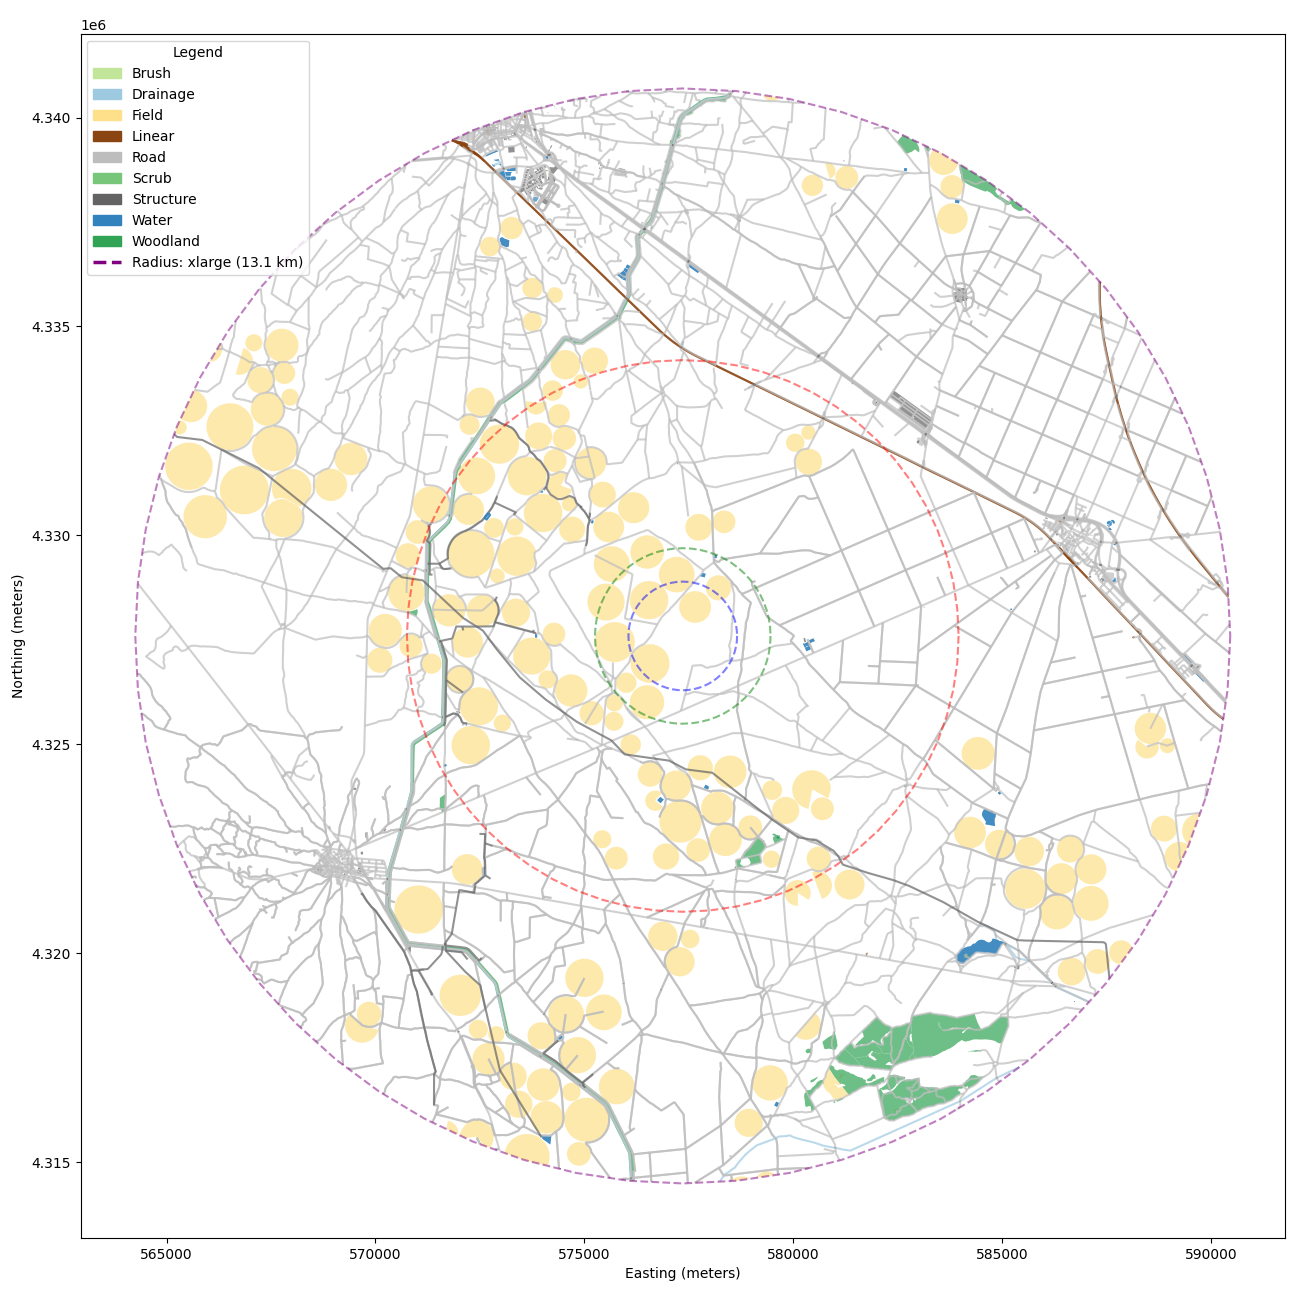 1e6
Legend
Brush
Drainage
Field
Linear
Road
Scrub
Structure
Water
Woodland
Radius: xlarge (13.1 km)
4.340
4.335
4.330
4.325
4.320
4.315
Northing (meters)
565000 570000 575000 580000 585000 590000
Easting (meters)